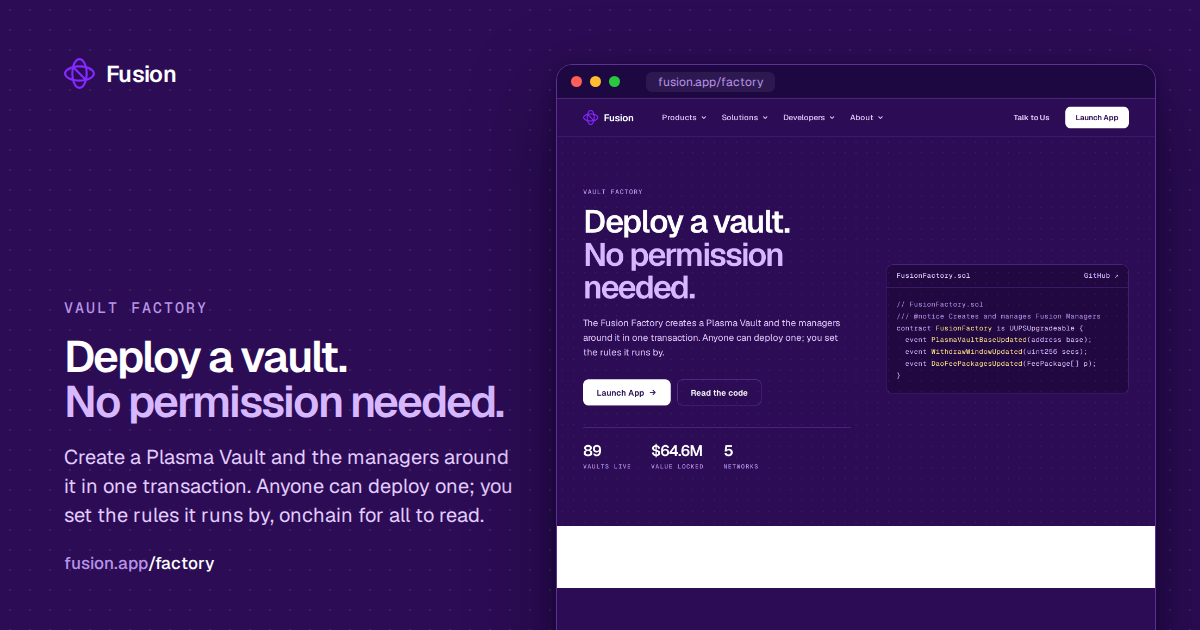 Fusion
VAULT FACTORY
Deploy a vault.
No permission needed.
Create a Plasma Vault and the managers around
it in one transaction. Anyone can deploy one; you
set the rules it runs by, onchain for all to read.
fusion.app/factory
fusion.app/factory
Fusion
Products
Solutions
Developers
About
Talk to Us
Launch App
VAULT FACTORY
Deploy a vault.
No permission
needed.
The Fusion Factory creates a Plasma Vault and the managers
around it in one transaction. Anyone can deploy one; you set
the rules it runs by.
Launch App →
Read the code
89
VAULTS LIVE
$64.6M
VALUE LOCKED
5
NETWORKS
FusionFactory.sol
GitHub ↗
// FusionFactory.sol
/// @notice Creates and manages Fusion Managers
contract FusionFactory is UUPSUpgradeable {
event PlasmaVaultBaseUpdated(address base);
event WithdrawWindowUpdated(uint256 secs);
event DaoFeePackagesUpdated(FeePackage[] p);
}